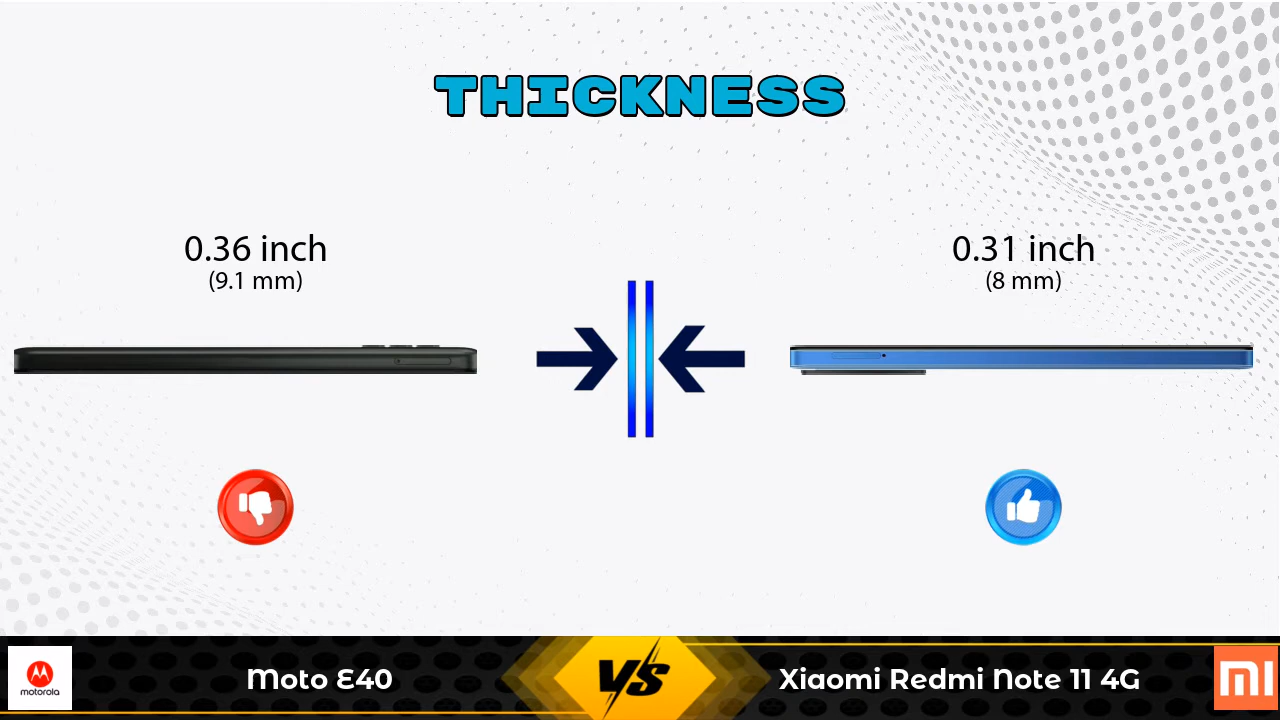 THICKNESS
0.36 inch
(9.1 mm)
0.31 inch
(8 mm)
motorola
Moto E40
VS
Xiaomi Redmi Note 11 4G
mi